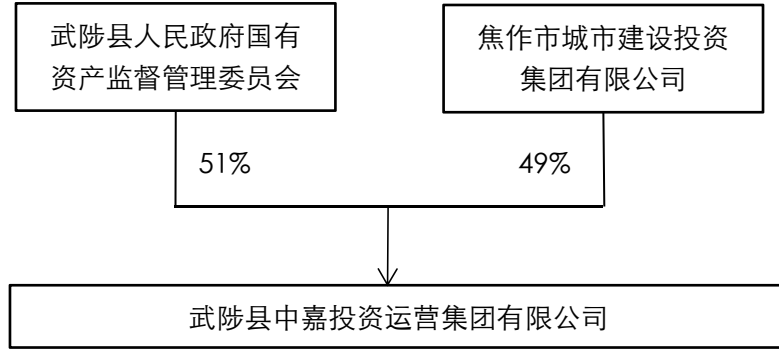 武陟县人民政府国有
资产监督管理委员会
焦作市城市建设投资
集团有限公司
51%
49%
武陟县中嘉投资运营集团有限公司